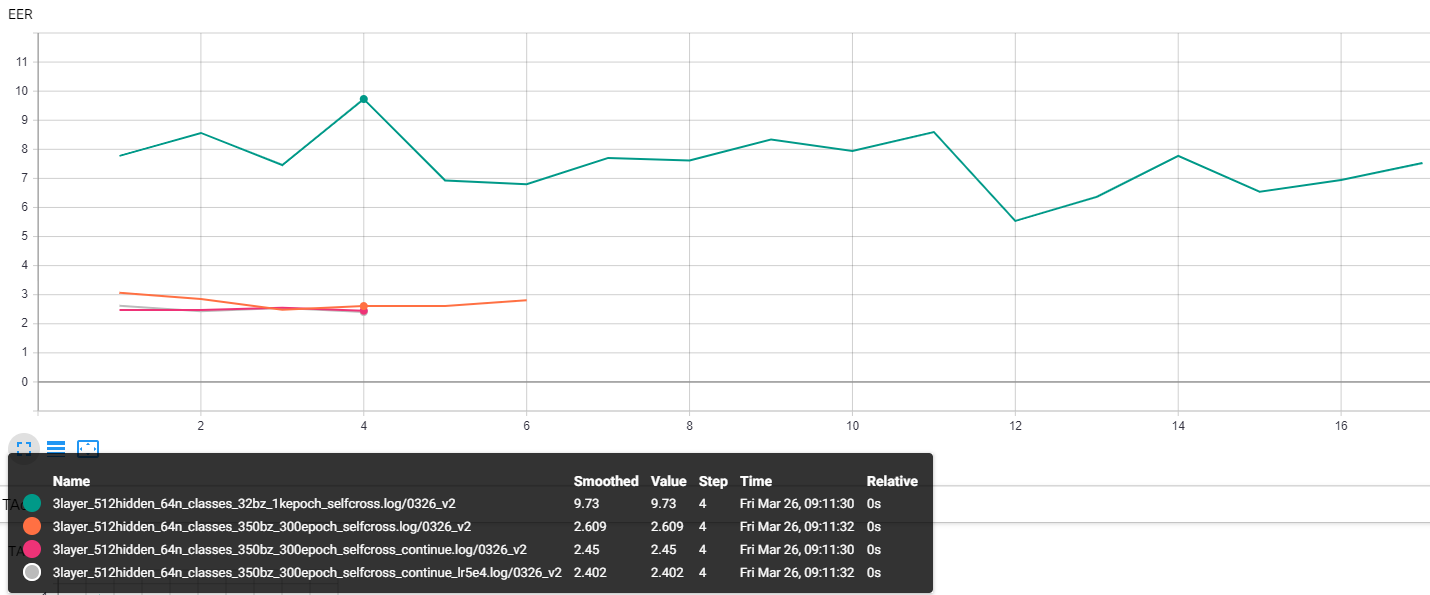 EER
11
10
9
8
7
6
5
4
3
2
1
0
2 4 6 8 10 12 14 16
Name Smoothed Value Step Time Relative
3layer_512hidden_64n_classes_32bz_1kepoch_selfcross.log/0326_v2 9.73 9.73 4 Fri Mar 26, 09:11:30 0s
3layer_512hidden_64n_classes_350bz_300epoch_selfcross.log/0326_v2 2.609 2.609 4 Fri Mar 26, 09:11:32 0s
3layer_512hidden_64n_classes_350bz_300epoch_selfcross_continue.log/0326_v2 2.45 2.45 4 Fri Mar 26, 09:11:30 0s
3layer_512hidden_64n_classes_350bz_300epoch_selfcross_continue_lr5e4.log/0326_v2 2.402 2.402 4 Fri Mar 26, 09:11:32 0s